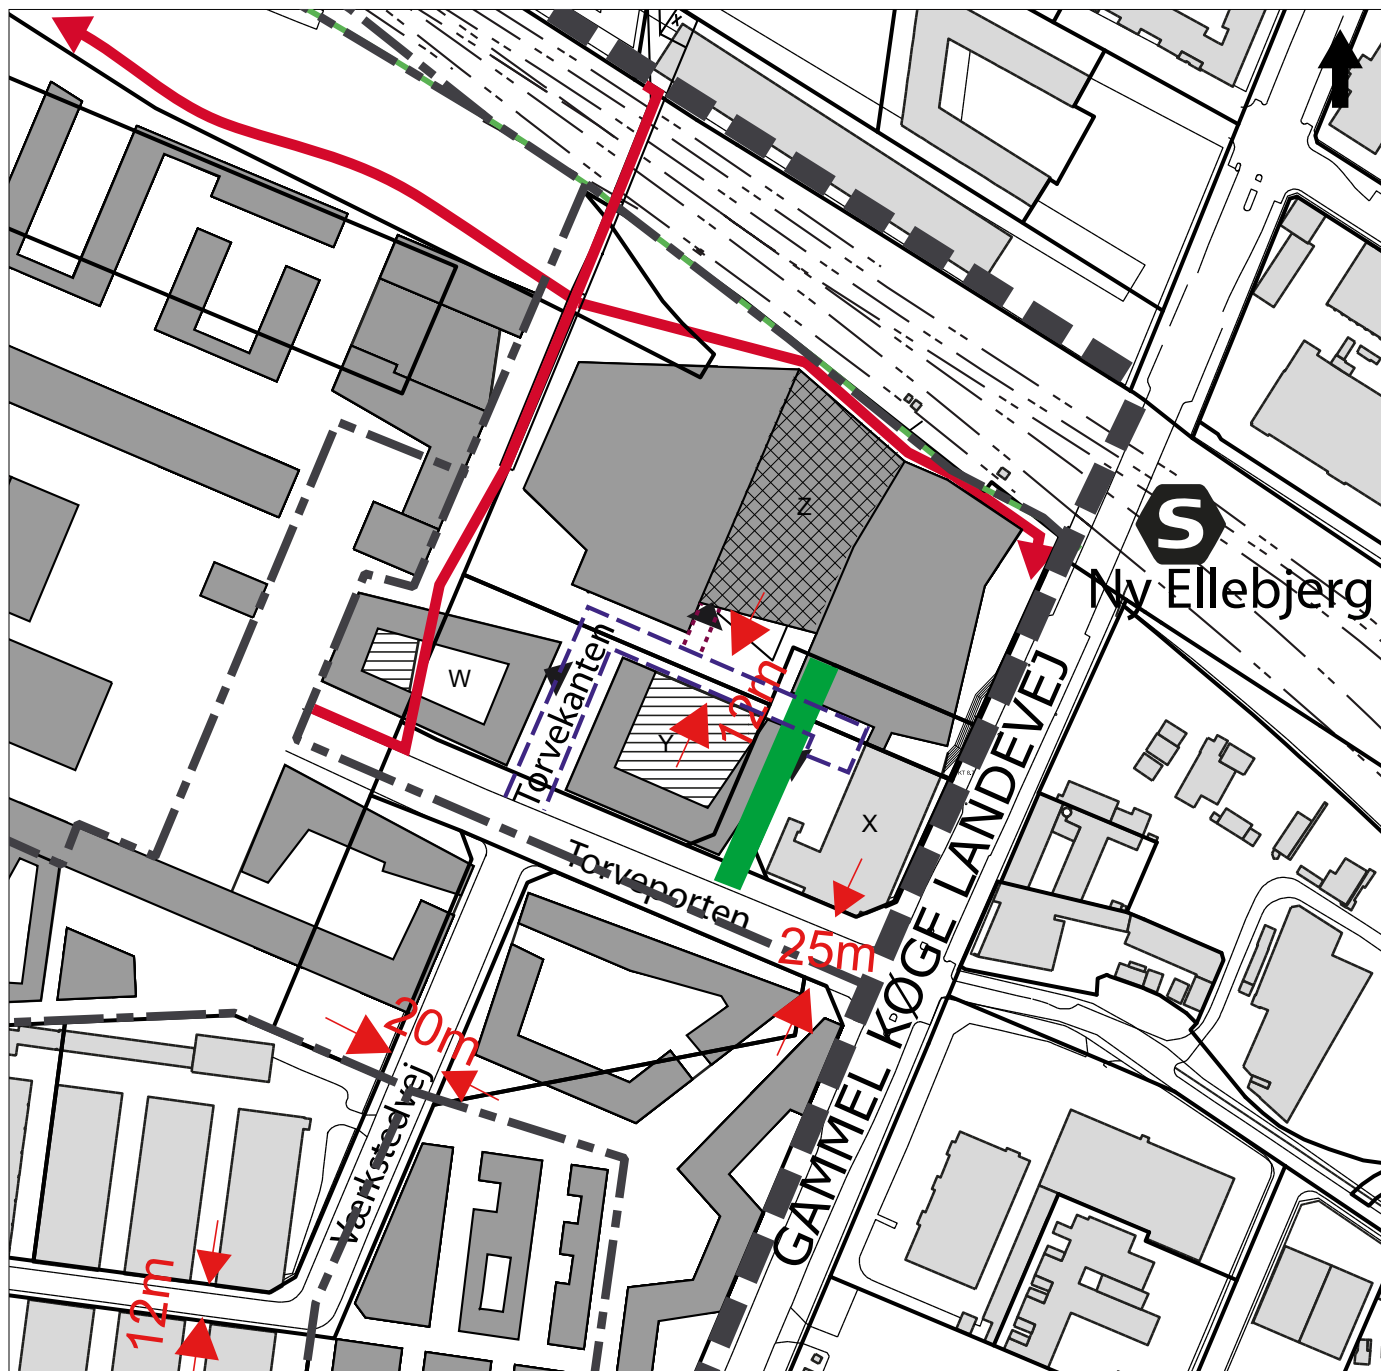 x
Z
S
Ny Ellebjerg
W
Torvekanten
12m
Y
X
Torveporten
GAMMEL KØGE LANDEVEJ
25m
20m
Værkstedvej
12m